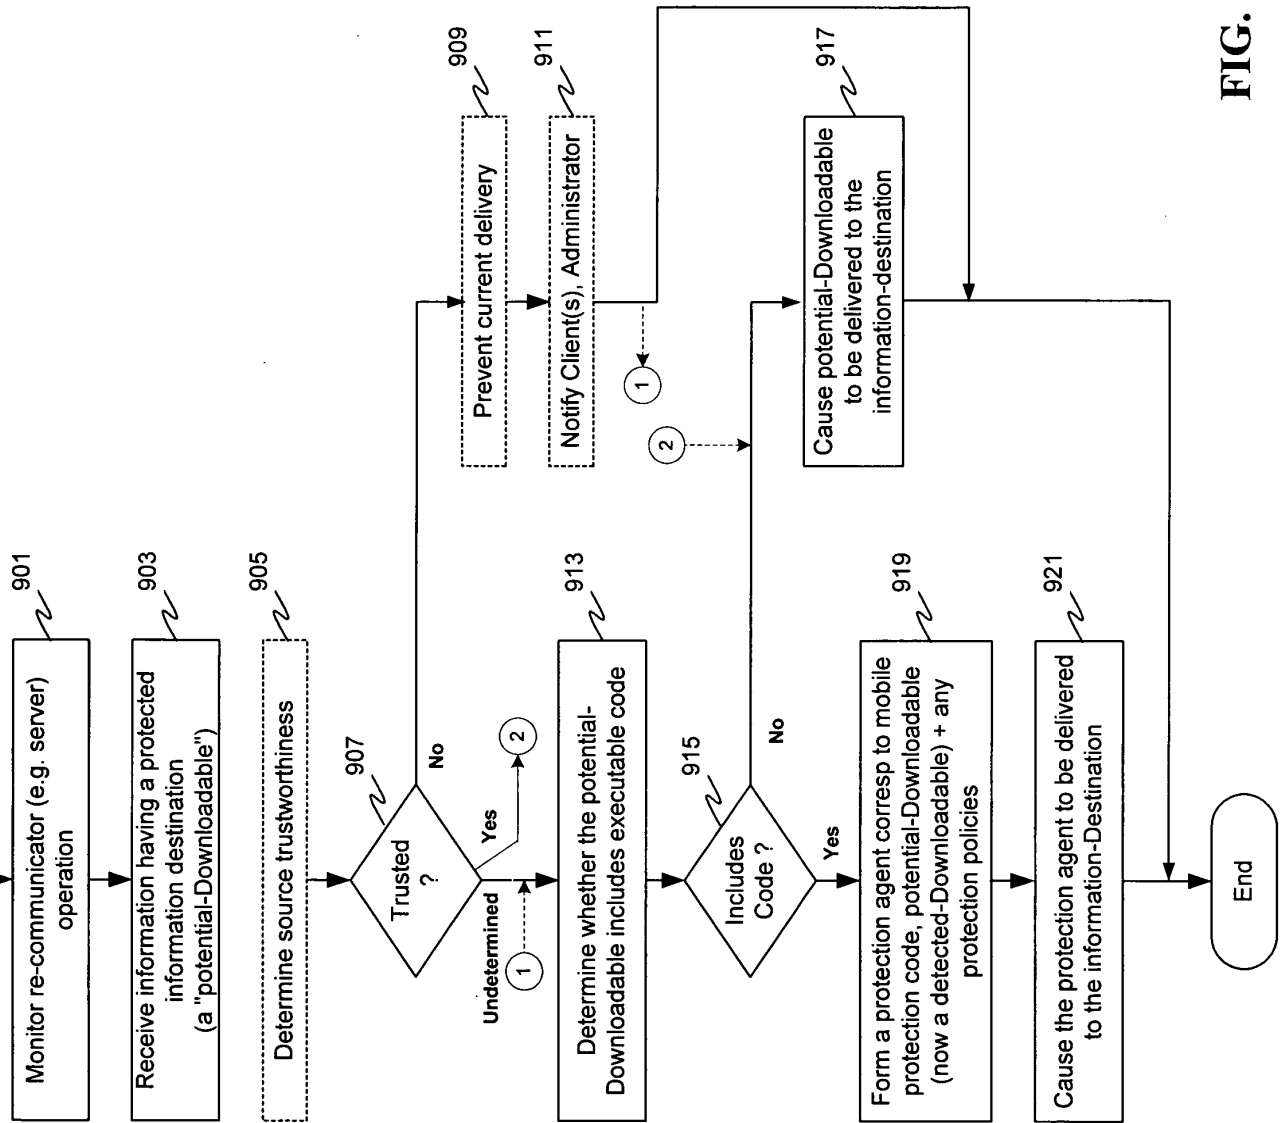 901
Monitor re-communicator (e.g. server)
operation
903
Receive information having a protected
information destination
(a "potential-Downloadable")
905
Determine source trustworthiness
907
Trusted
?
No
Yes
2
Undetermined
1
909
Prevent current delivery
911
Notify Client(s), Administrator
1
913
Determine whether the potential-
Downloadable includes executable code
915
Includes
Code ?
No
2
Yes
917
Cause potential-Downloadable
to be delivered to the
information-destination
919
Form a protection agent corresp to mobile
protection code, potential-Downloadable
(now a detected-Downloadable) + any
protection policies
921
Cause the protection agent to be delivered
to the information-Destination
End
FIG.